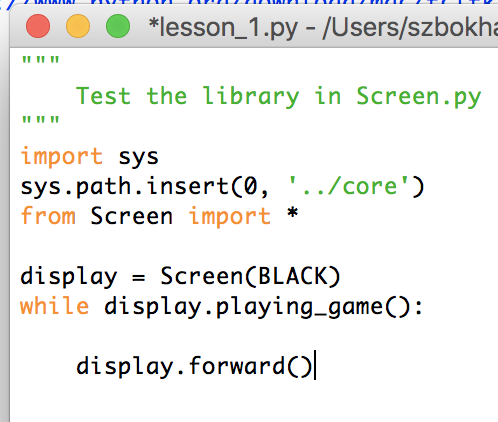 *lesson_1.py - /Users/szbokha
"""
    Test the library in Screen.py
"""
import sys
sys.path.insert(0, '../core')
from Screen import *

display = Screen(BLACK)
while display.playing_game():

    display.forward()